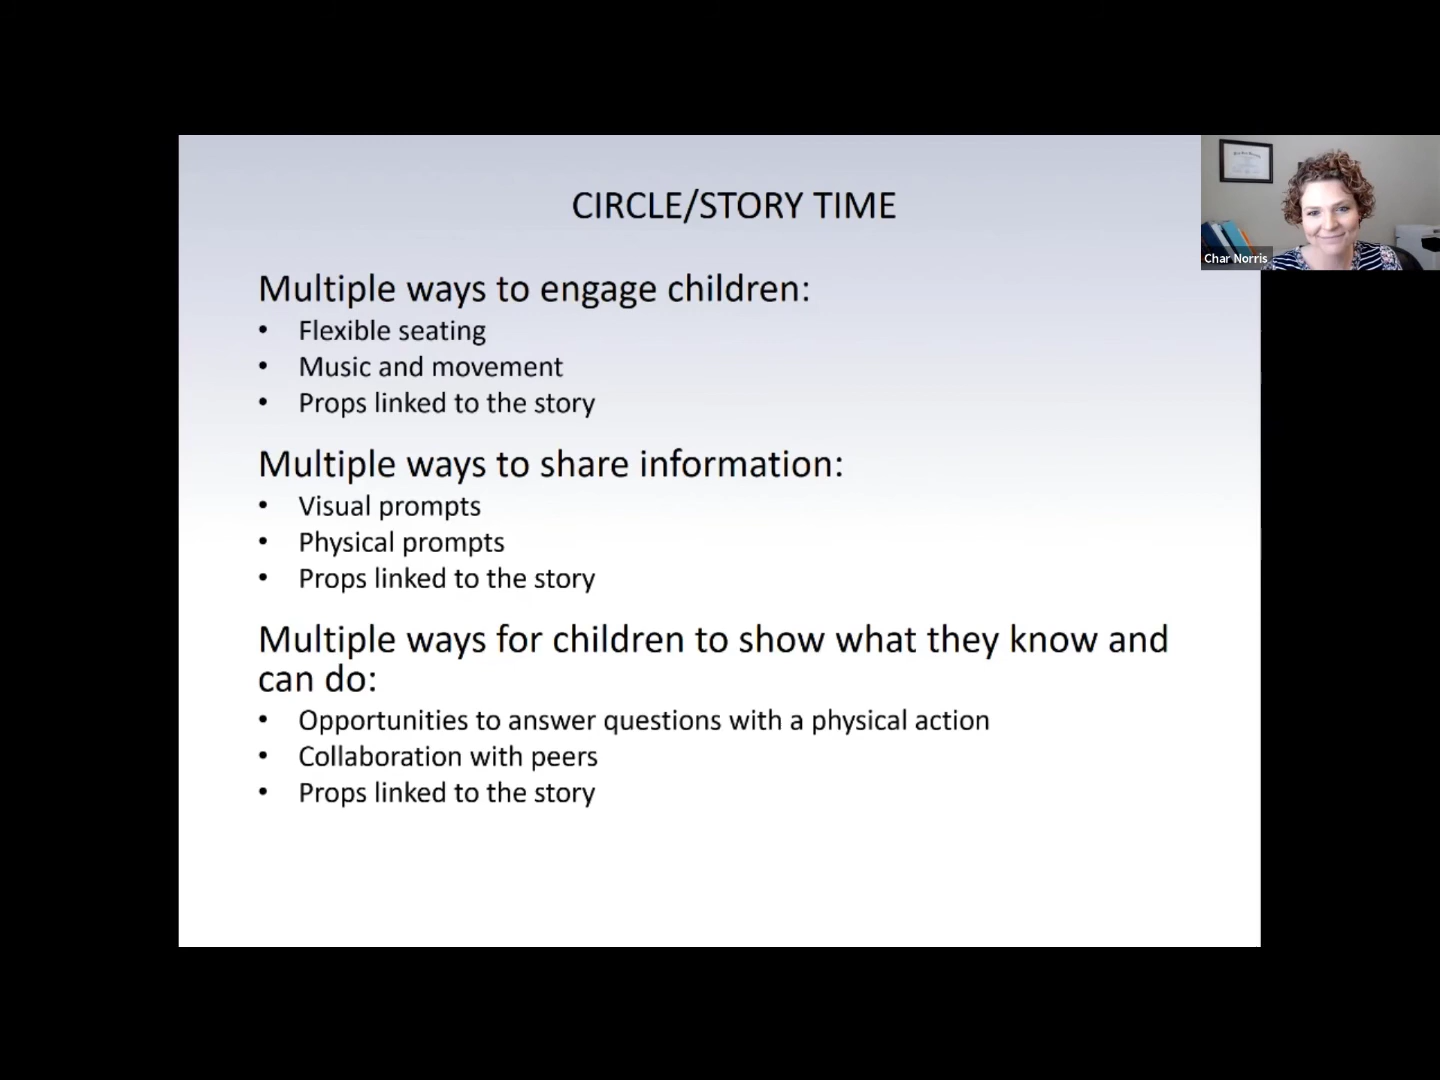 CIRCLE/STORY TIME
Char Norris
Multiple ways to engage children:
• Flexible seating
• Music and movement
• Props linked to the story
Multiple ways to share information:
• Visual prompts
• Physical prompts
• Props linked to the story
Multiple ways for children to show what they know and
can do:
• Opportunities to answer questions with a physical action
• Collaboration with peers
• Props linked to the story